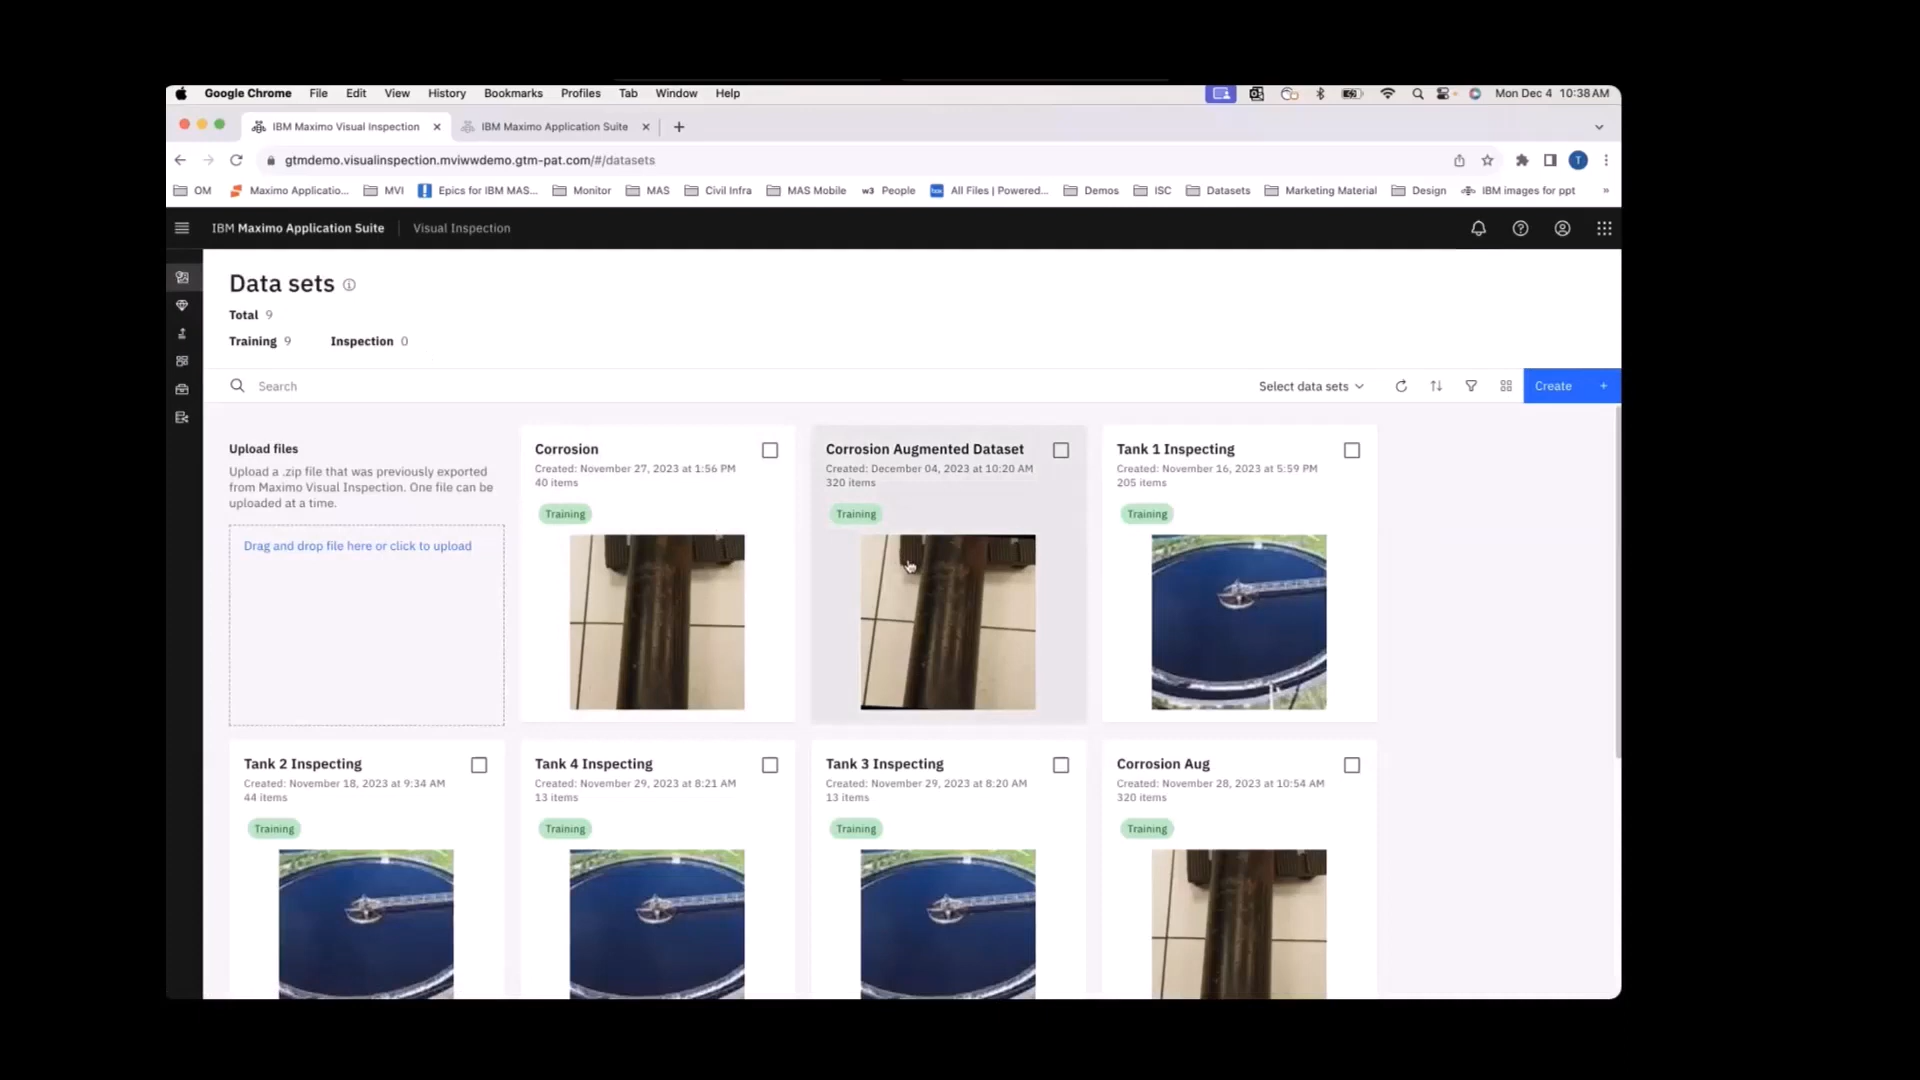 Google Chrome File Edit View History Bookmarks Profiles Tab Window Help Mon Dec 4 10:38 AM
IBM Maximo Visual Inspection IBM Maximo Application Suite
gtmdemo.visualinspection.mviwwdemo.gtm-pat.com/#/datasets T
OM Maximo Applicatio... MVI Epics for IBM MAS... Monitor MAS Civil Infra MAS Mobile w3 People box All Files | Powered... Demos ISC Datasets Marketing Material Design IBM images for ppt »
IBM Maximo Application Suite Visual Inspection
Data sets
Total 9
Training 9 Inspection 0
Search Select data sets Create +
Upload files
Upload a .zip file that was previously exported
from Maximo Visual Inspection. One file can be
uploaded at a time.
Drag and drop file here or click to upload
Corrosion
Created: November 27, 2023 at 1:56 PM
40 items
Training
Corrosion Augmented Dataset
Created: December 04, 2023 at 10:20 AM
320 items
Training
Tank 1 Inspecting
Created: November 16, 2023 at 5:59 PM
205 items
Training
Tank 2 Inspecting
Created: November 18, 2023 at 9:34 AM
44 items
Training
Tank 4 Inspecting
Created: November 29, 2023 at 8:21 AM
13 items
Training
Tank 3 Inspecting
Created: November 29, 2023 at 8:20 AM
13 items
Training
Corrosion Aug
Created: November 28, 2023 at 10:54 AM
320 items
Training